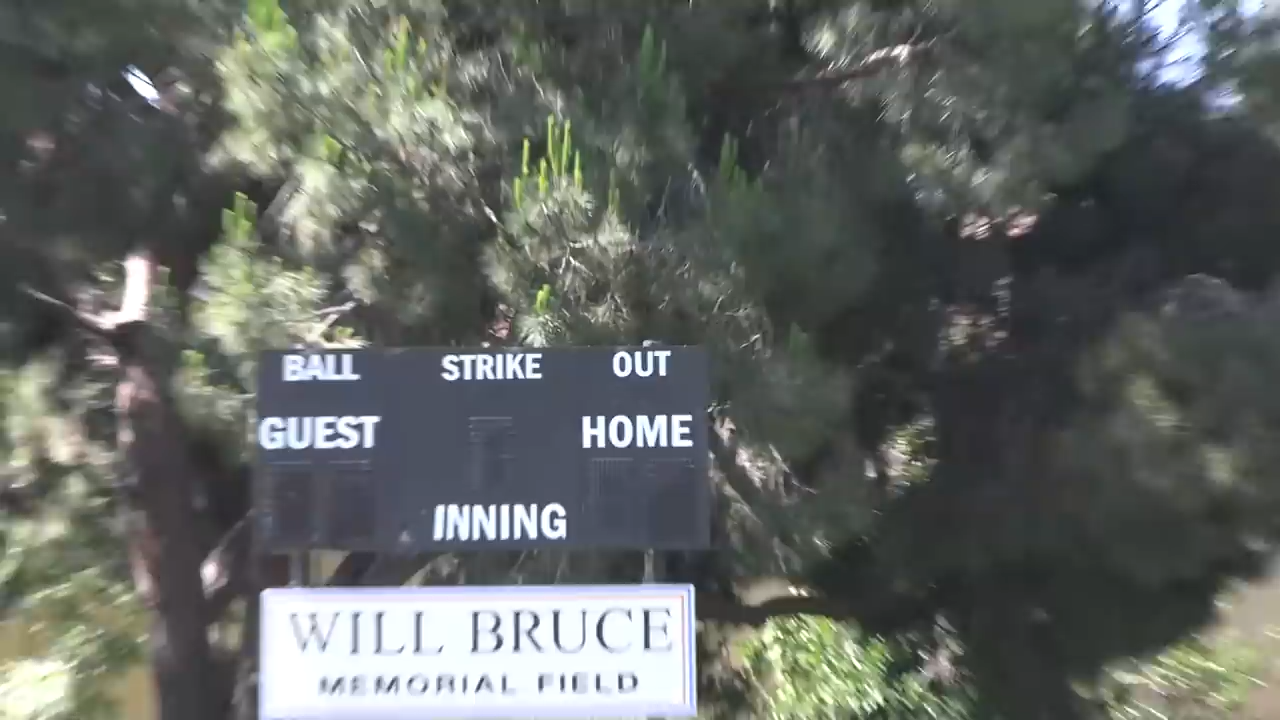 BALL STRIKE OUT
GUEST HOME
INNING
WILL BRUCE
MEMORIAL FIELD